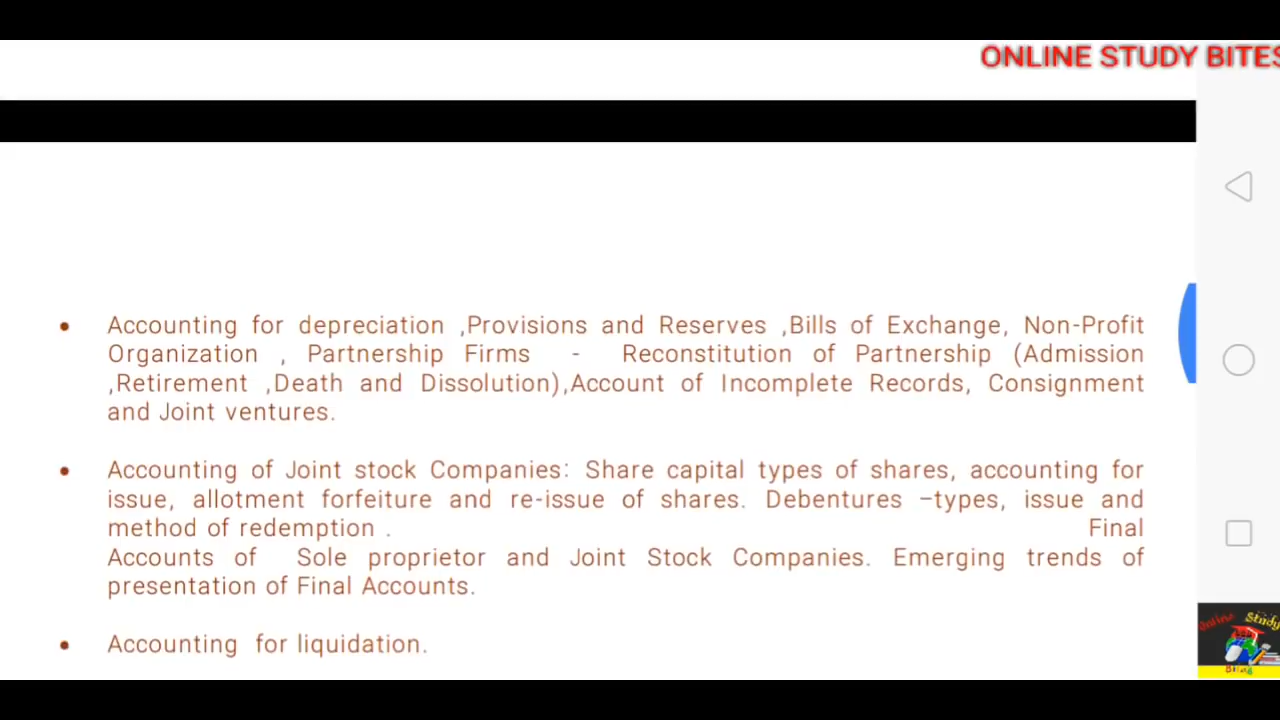 ONLINE STUDY BITES
• Accounting for depreciation ,Provisions and Reserves ,Bills of Exchange, Non-Profit
Organization , Partnership Firms - Reconstitution of Partnership (Admission
,Retirement ,Death and Dissolution),Account of Incomplete Records, Consignment
and Joint ventures.
• Accounting of Joint stock Companies: Share capital types of shares, accounting for
issue, allotment forfeiture and re-issue of shares. Debentures –types, issue and
method of redemption . Final
Accounts of Sole proprietor and Joint Stock Companies. Emerging trends of
presentation of Final Accounts.
• Accounting for liquidation.
Online Study
Bites